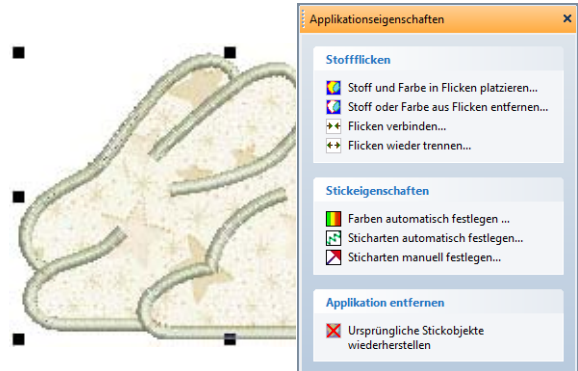 Applikationseigenschaften
Stoffflicken
Stoff und Farbe in Flicken platzieren...
Stoff oder Farbe aus Flicken entfernen...
Flicken verbinden...
Flicken wieder trennen...
Stickeigenschaften
Farben automatisch festlegen ...
Sticharten automatisch festlegen...
Sticharten manuell festlegen...
Applikation entfernen
Ursprüngliche Stickobjekte
wiederherstellen